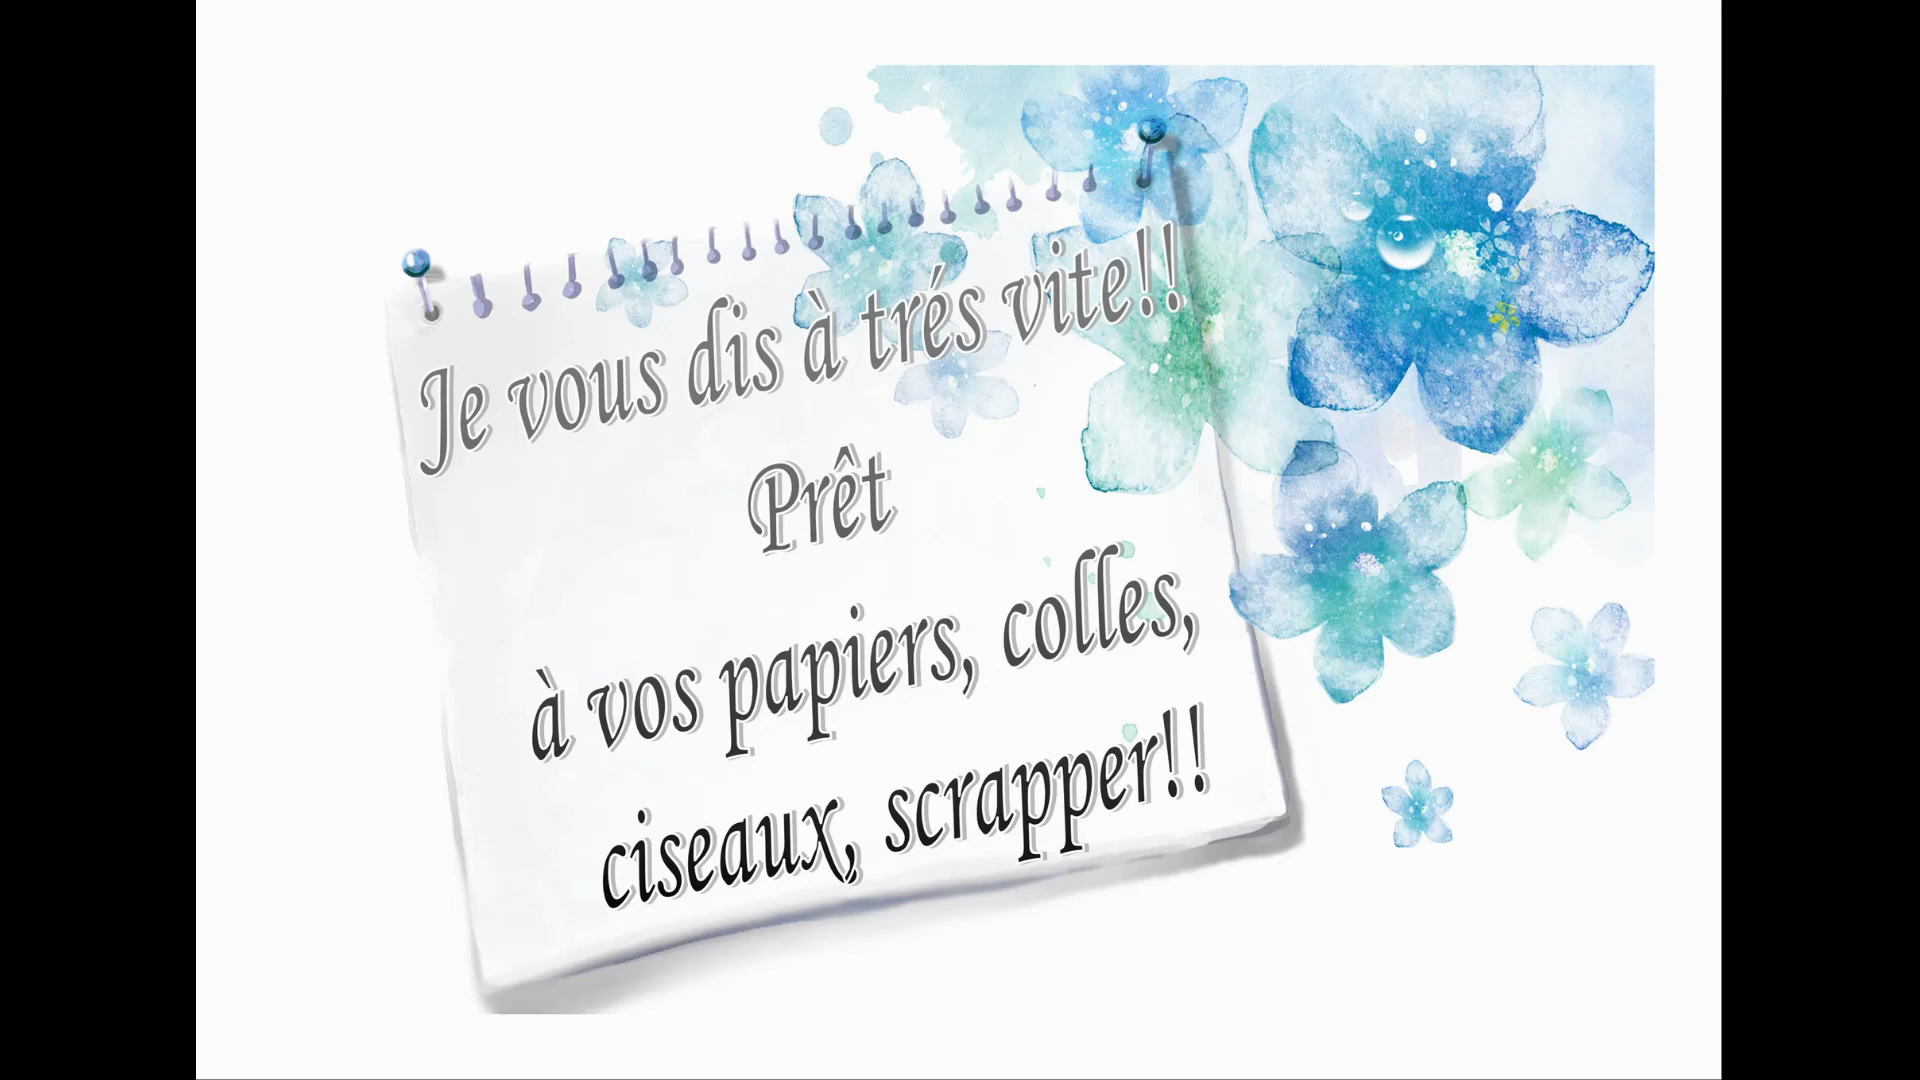 Je vous dis à trés vite!!
Prêt
à vos papiers, colles,
ciseaux, scrapper!!